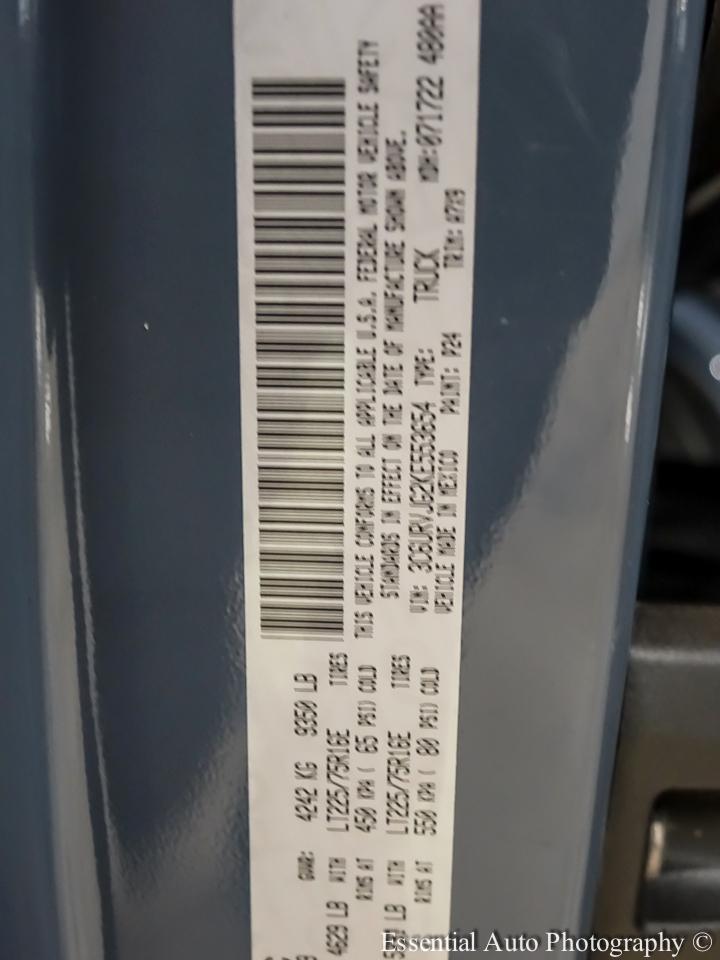 GVWR: 4242 KG 9350 LB
4629 LB WITH LT225/75R16E TIRES
RIMS AT 450 KPA ( 65 PSI) COLD
LB WITH LT225/75R16E TIRES
RIMS AT 550 KPA ( 80 PSI) COLD
THIS VEHICLE CONFORMS TO ALL APPLICABLE U.S.A. FEDERAL MOTOR VEHICLE SAFETY
STANDARDS IN EFFECT ON THE DATE OF MANUFACTURE SHOWN ABOVE.
VIN: 3C6URVJG2KE553654 TYPE: TRUCK MDH:071722 480AA
VEHICLE MADE IN MEXICO PAINT: P24 TRIM: A7X9
Essential Auto Photography ©